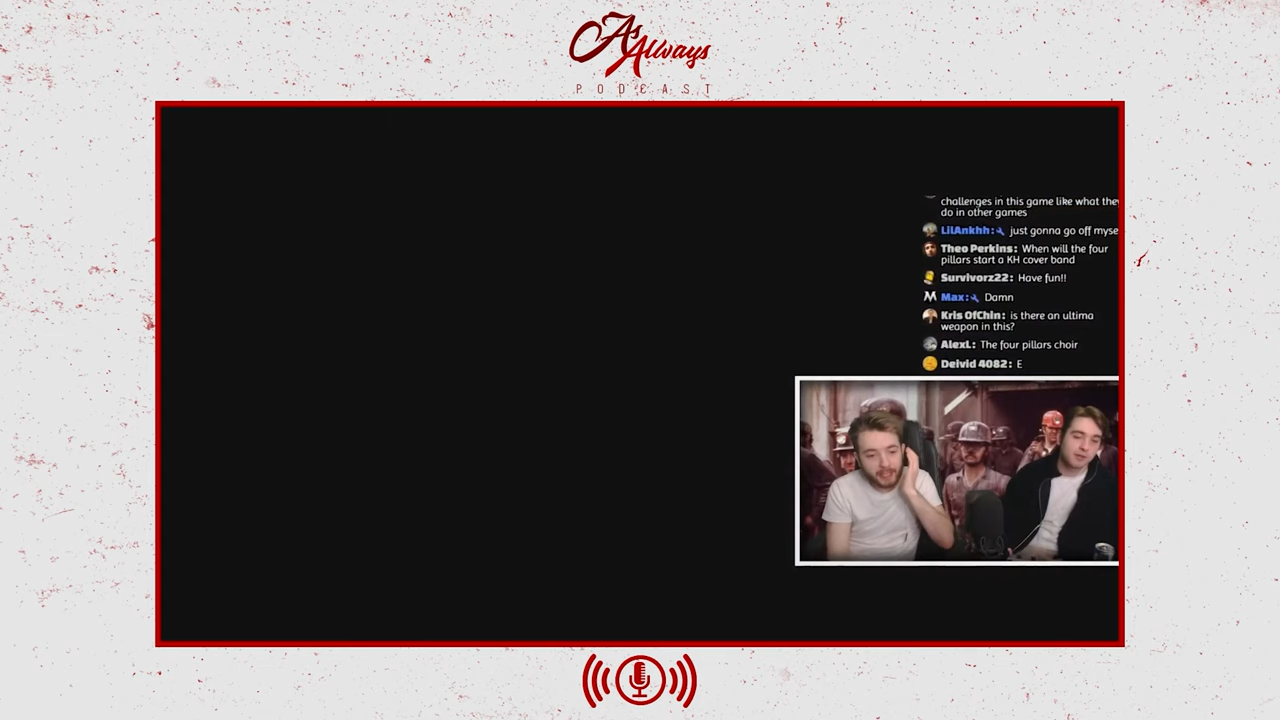 As
Always
PODCAST
challenges in this game like what they
do in other games
LilAnkhh: just gonna go off myse
Theo Perkins: When will the four
pillars start a KH cover band
Survivorz22: Have fun!!
Max: Damn
Kris OfChin: is there an ultima
weapon in this?
AlexL: The four pillars choir
Deivid 4082: E